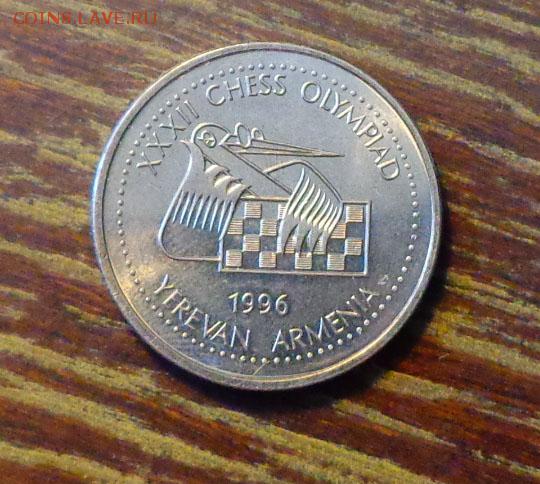 COINS.LAVE.RU
XXXII CHESS OLYMPIAD
1996
YEREVAN ARMENIA